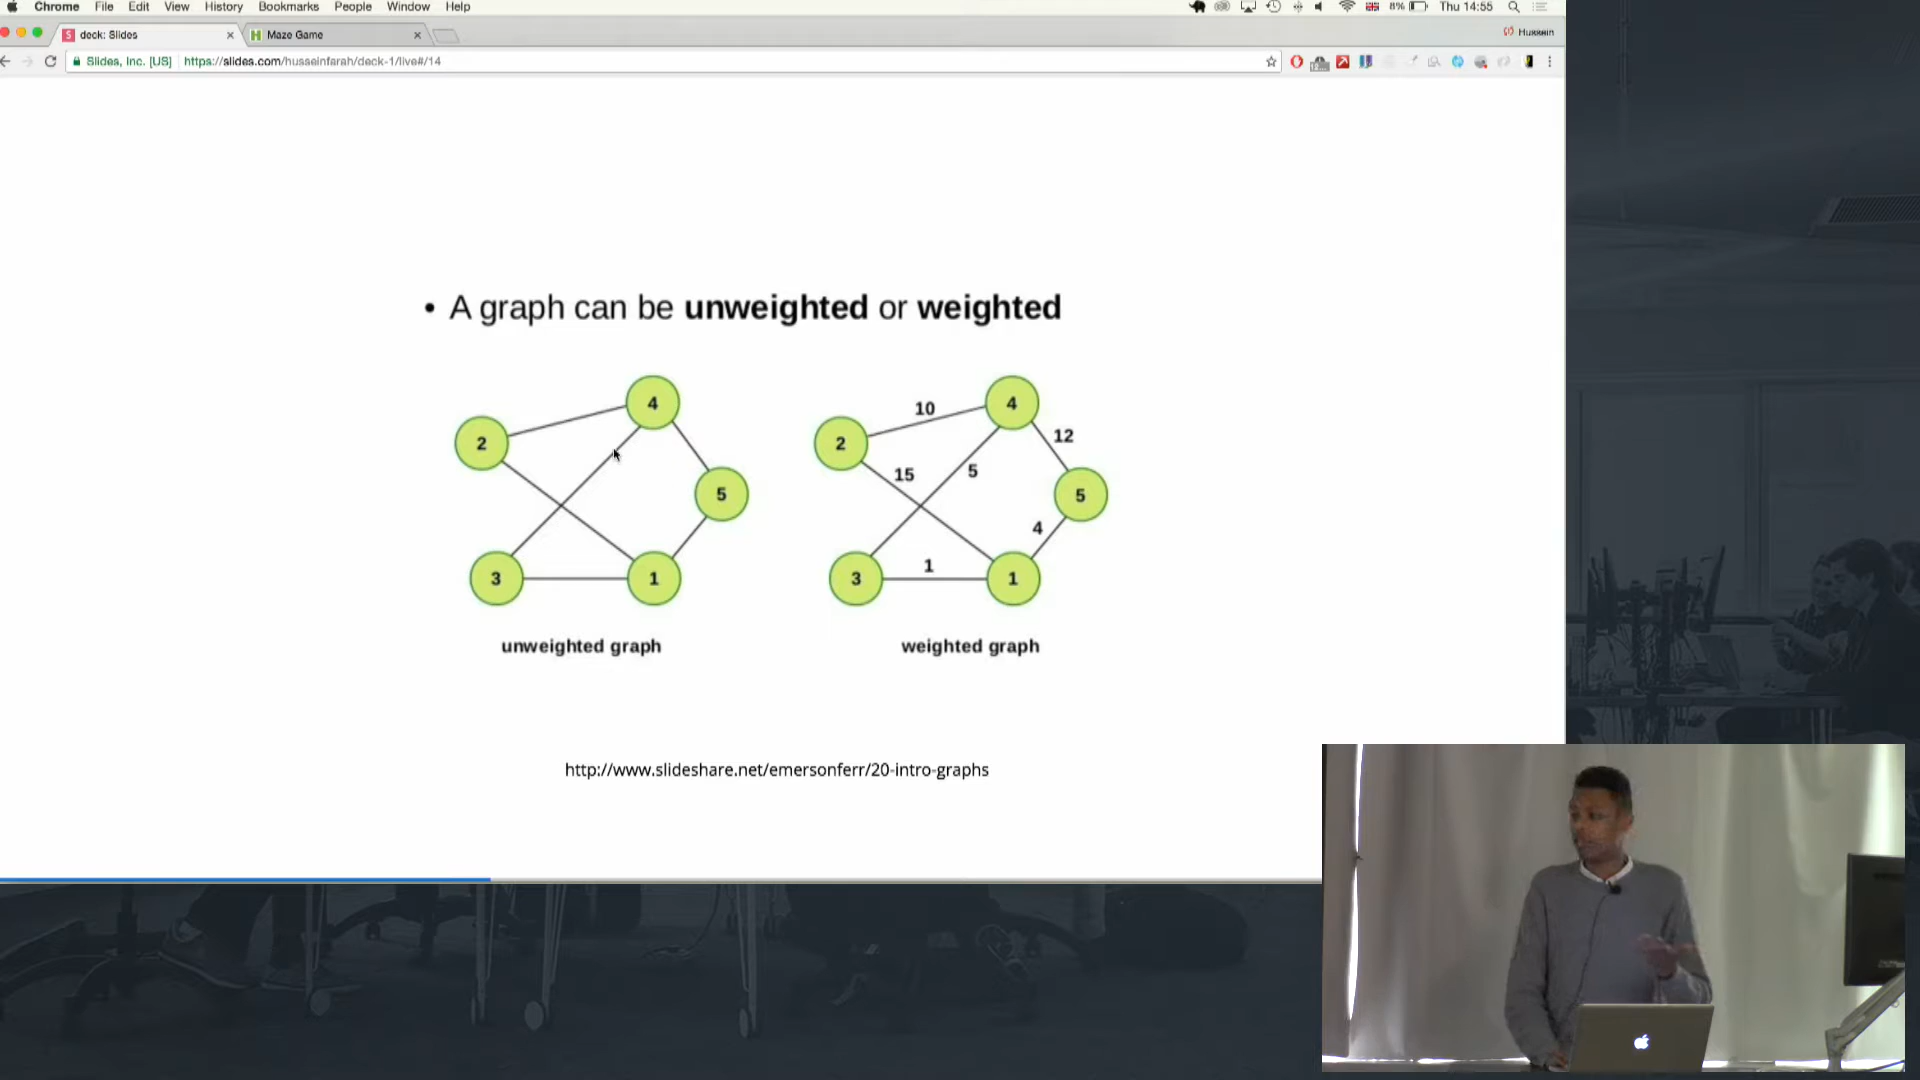 Chrome File Edit View History Bookmarks People Window Help 8% Thu 14:55
deck: Slides Maze Game Hussein
Slides, Inc. [US] https://slides.com/husseinfarah/deck-1/live#/14
• A graph can be unweighted or weighted
4 4
10
12
2 2
15 5
5 5
4
1
3 1 3 1
unweighted graph weighted graph
http://www.slideshare.net/emersonferr/20-intro-graphs